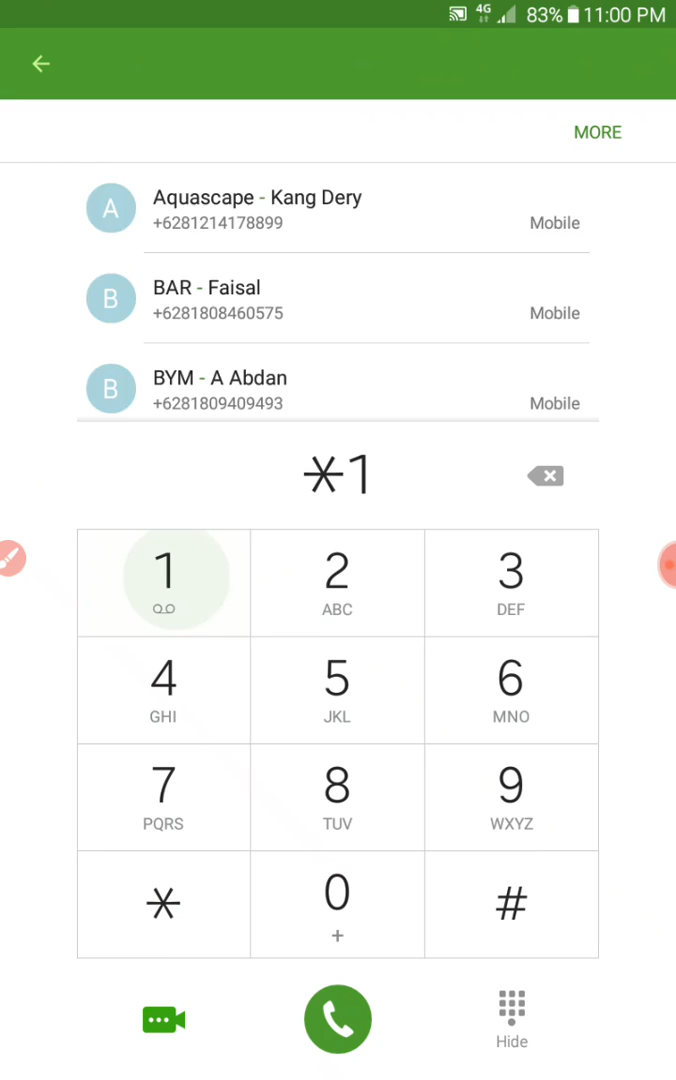 4G 83% 11:00 PM
MORE
A Aquascape - Kang Dery
+6281214178899 Mobile
B BAR - Faisal
+6281808460575 Mobile
B BYM - A Abdan
+6281809409493 Mobile
*1
1 2 3
ABC DEF
4 5 6
GHI JKL MNO
7 8 9
PQRS TUV WXYZ
* 0 #
+
Hide